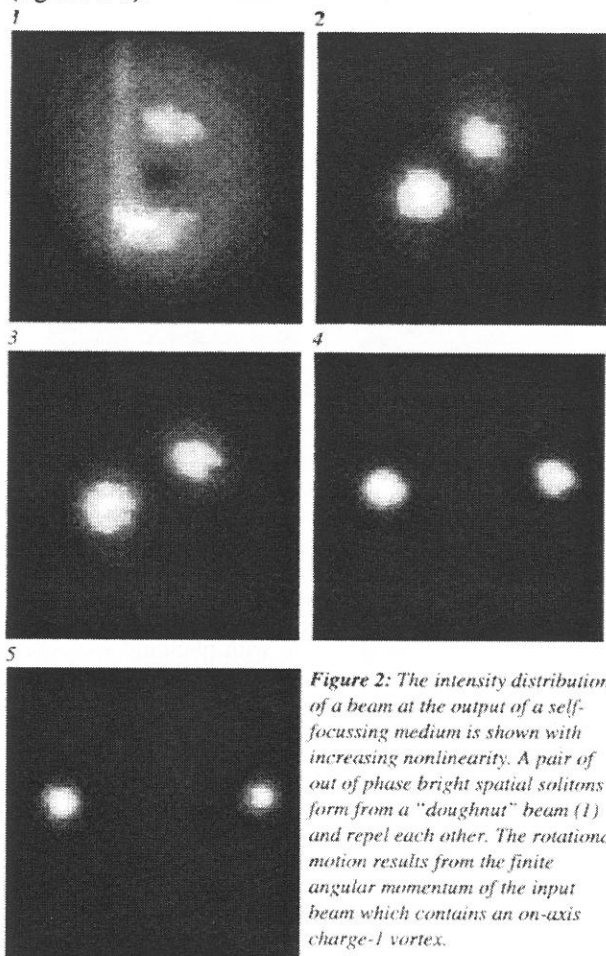 1
2
3
4
5
Figure 2: The intensity distribution
of a beam at the output of a self-
focussing medium is shown with
increasing nonlinearity. A pair of
out of phase bright spatial solitons
form from a "doughnut" beam (1)
and repel each other. The rotationa
motion results from the finite
angular momentum of the input
beam which contains an on-axis
charge-1 vortex.